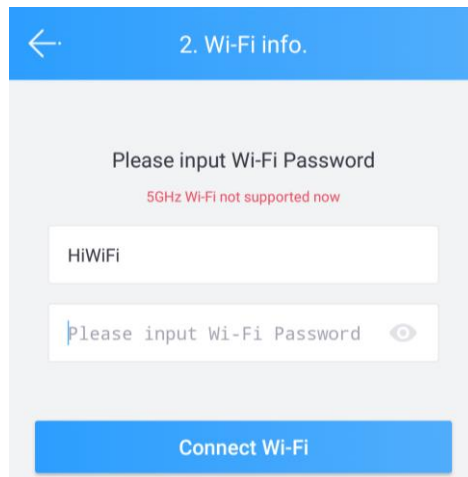 2. Wi-Fi info.
Please input Wi-Fi Password
5GHz Wi-Fi not supported now
HiWiFi
Please input Wi-Fi Password
Connect Wi-Fi